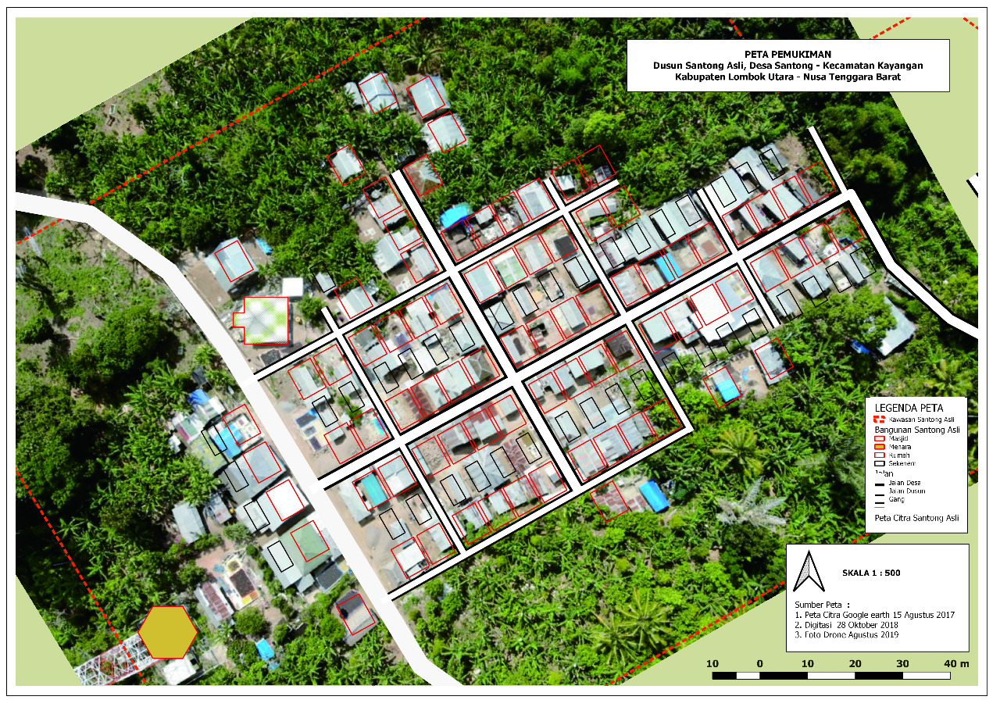 PETA PEMUKIMAN
Dusun Santong Asli, Desa Santong - Kecamatan Kayangan
Kabupaten Lombok Utara - Nusa Tenggara Barat
LEGENDA PETA
Kawasan Santong Asli
Bangunan Santong Asli
Masjid
Menara
Rumah
Sekenem
Jalan
Jalan Desa
Jalan Dusun
Gang
Peta Citra Santong Asli
SKALA 1 : 500
Sumber Peta :
1. Peta Citra Google earth 15 Agustus 2017
2. Digitasi 28 Oktober 2018
3. Foto Drone Agustus 2019
10 0 10 20 30 40 m